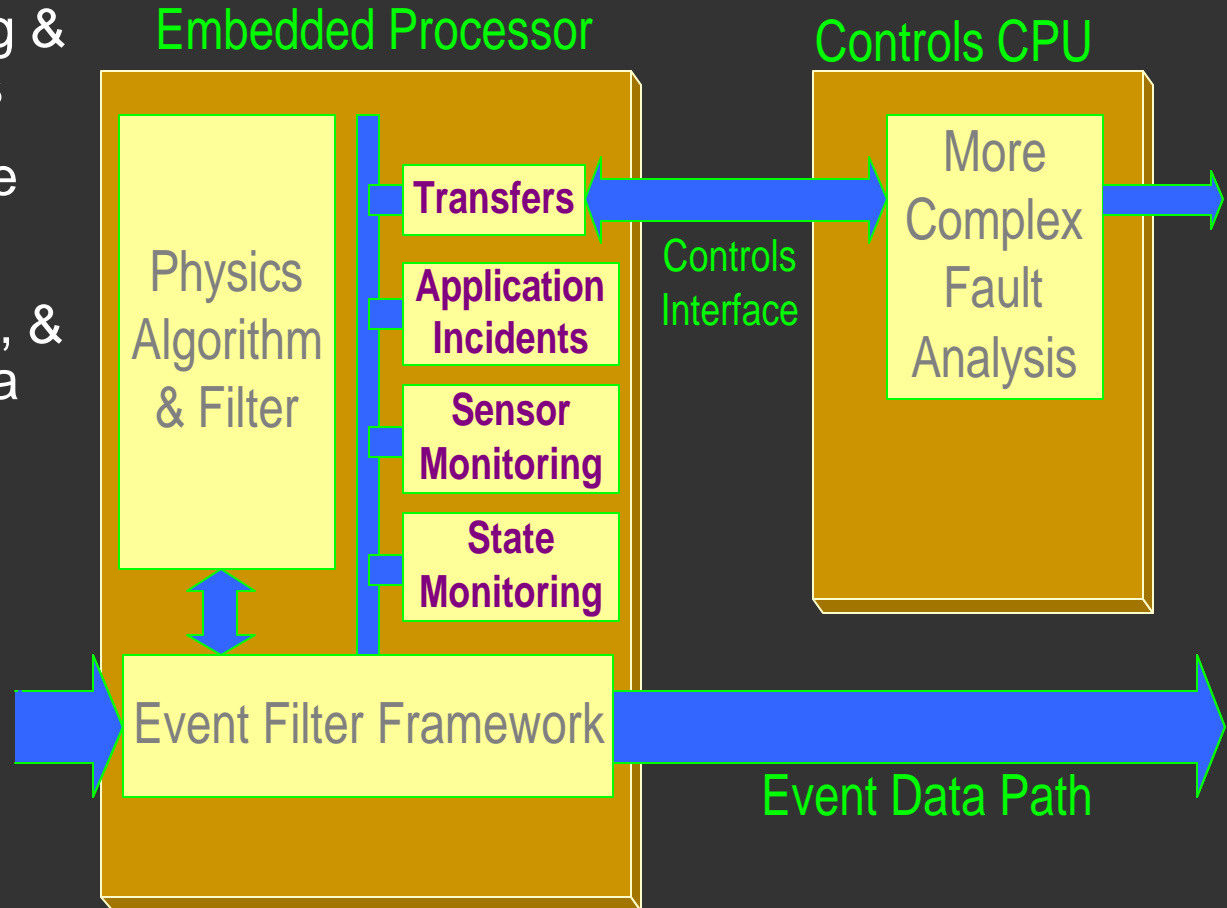 g &
s
e
, &
a
Embedded Processor
Physics
Algorithm
& Filter
Transfers
Application
Incidents
Sensor
Monitoring
State
Monitoring
Event Filter Framework
Controls
Interface
Controls CPU
More
Complex
Fault
Analysis
Event Data Path